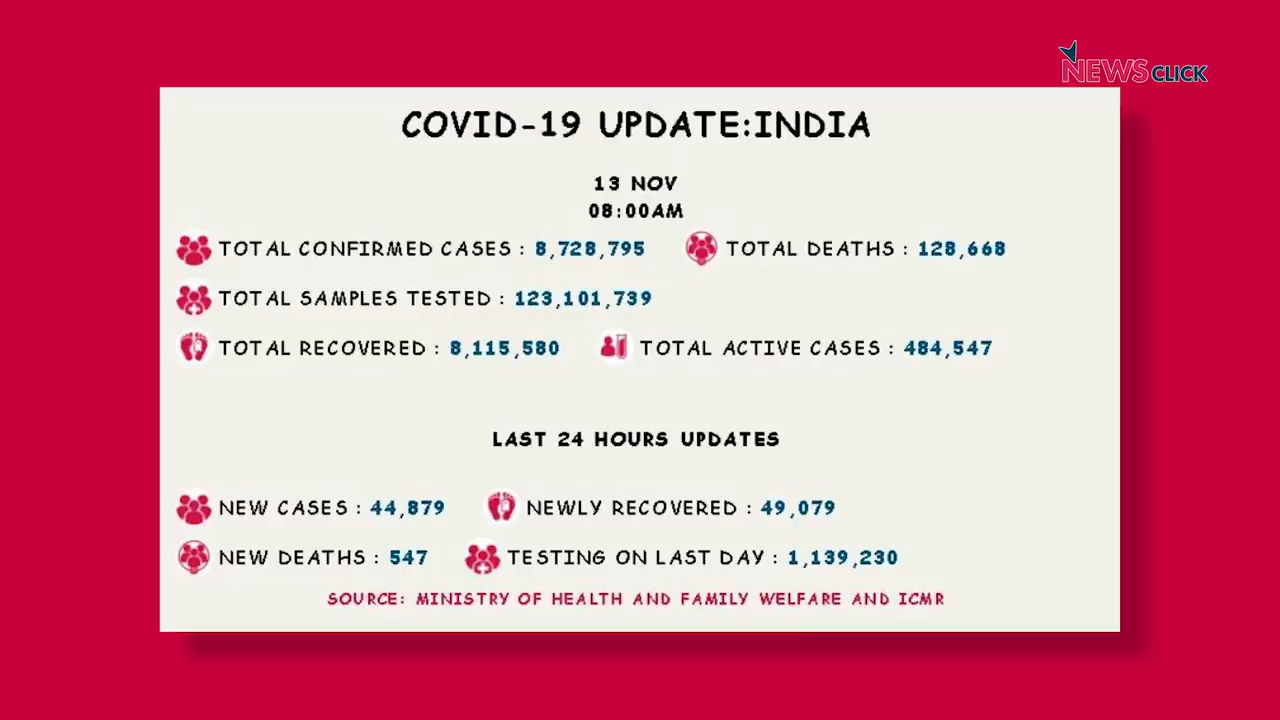 NEWSCLICK
COVID-19 UPDATE:INDIA
13 NOV
08:00AM
TOTAL CONFIRMED CASES : 8,728,795 TOTAL DEATHS : 128,668
TOTAL SAMPLES TESTED : 123,101,739
TOTAL RECOVERED : 8,115,580 TOTAL ACTIVE CASES : 484,547
LAST 24 HOURS UPDATES
NEW CASES : 44,879 NEWLY RECOVERED : 49,079
NEW DEATHS : 547 TESTING ON LAST DAY : 1,139,230
SOURCE: MINISTRY OF HEALTH AND FAMILY WELFARE AND ICMR